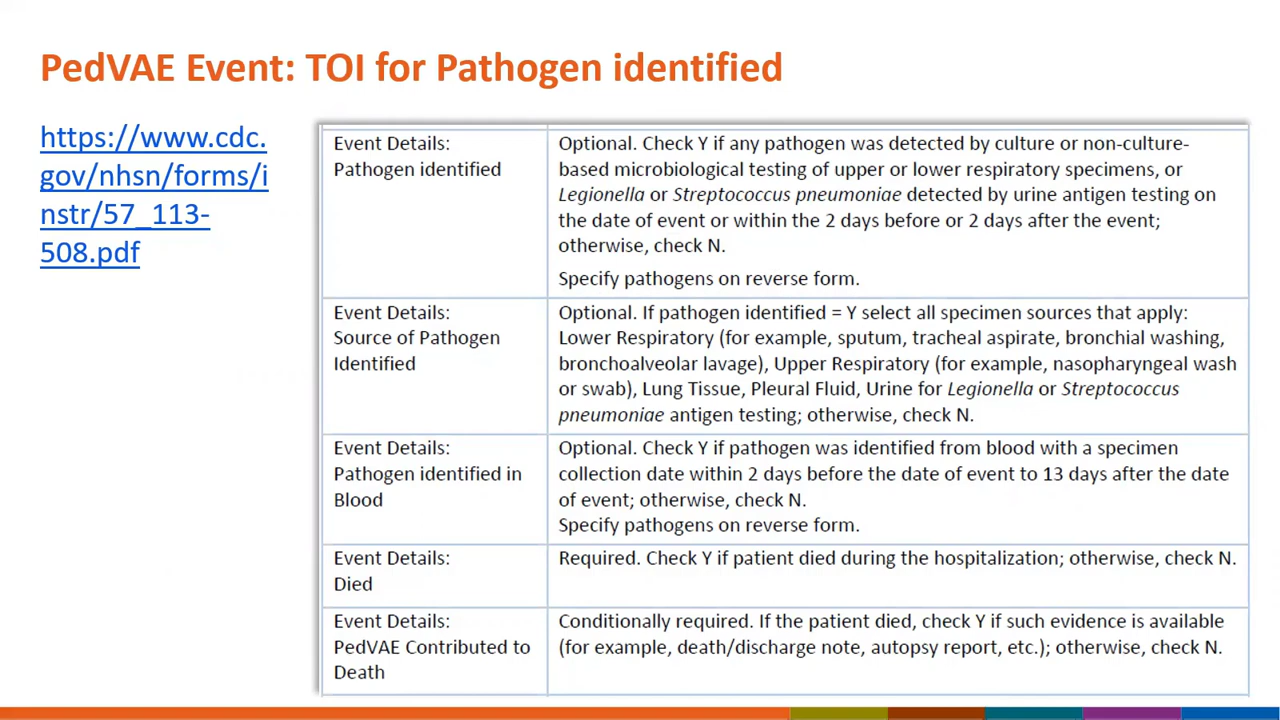 PedVAE Event: TOI for Pathogen identified
https://www.cdc.
gov/nhsn/forms/i
nstr/57_113-
508.pdf
Event Details:
Pathogen identified
Optional. Check Y if any pathogen was detected by culture or non-culture-
based microbiological testing of upper or lower respiratory specimens, or
Legionella or Streptococcus pneumoniae detected by urine antigen testing on
the date of event or within the 2 days before or 2 days after the event;
otherwise, check N.
Specify pathogens on reverse form.
Event Details:
Source of Pathogen
Identified
Optional. If pathogen identified = Y select all specimen sources that apply:
Lower Respiratory (for example, sputum, tracheal aspirate, bronchial washing,
bronchoalveolar lavage), Upper Respiratory (for example, nasopharyngeal wash
or swab), Lung Tissue, Pleural Fluid, Urine for Legionella or Streptococcus
pneumoniae antigen testing; otherwise, check N.
Event Details:
Pathogen identified in
Blood
Optional. Check Y if pathogen was identified from blood with a specimen
collection date within 2 days before the date of event to 13 days after the date
of event; otherwise, check N.
Specify pathogens on reverse form.
Event Details:
Died
Required. Check Y if patient died during the hospitalization; otherwise, check N.
Event Details:
PedVAE Contributed to
Death
Conditionally required. If the patient died, check Y if such evidence is available
(for example, death/discharge note, autopsy report, etc.); otherwise, check N.